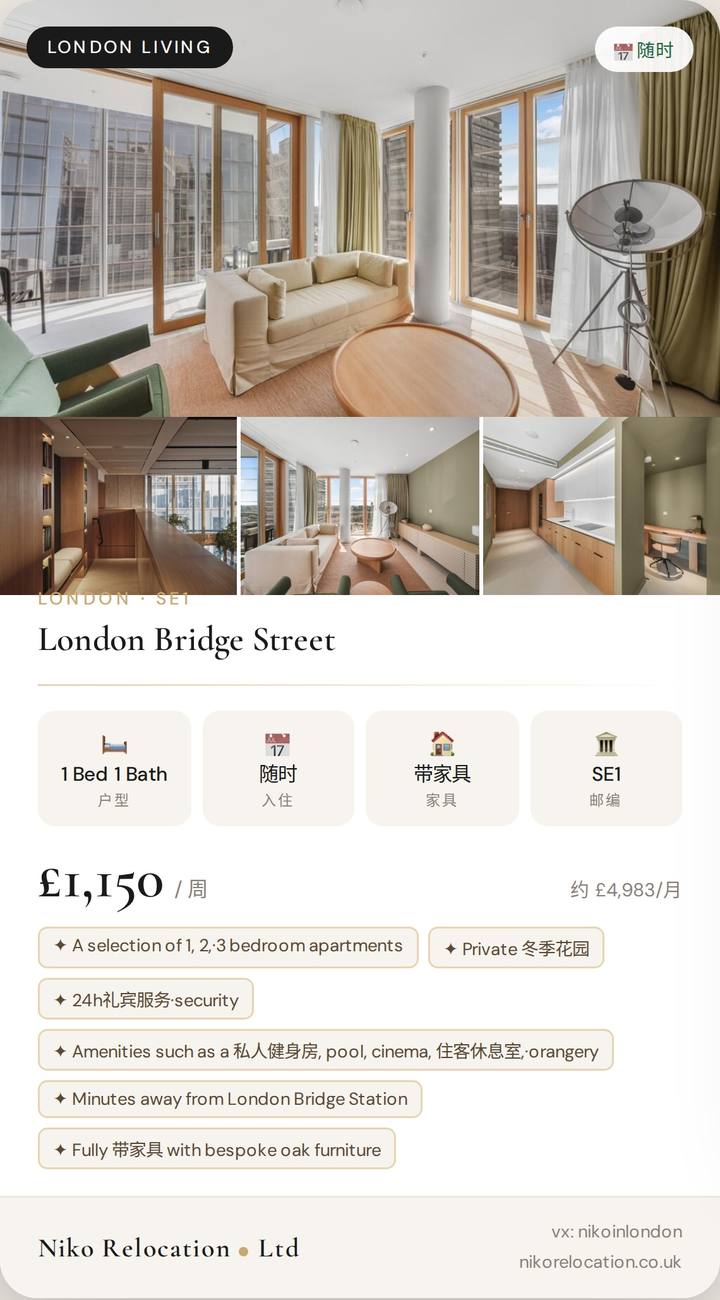 LONDON LIVING
随时
LONDON · SE1
London Bridge Street
1 Bed 1 Bath
户型
17
随时
入住
带家具
家具
SE1
邮编
£1,150 / 周
约 £4,983/月
✦ A selection of 1, 2,·3 bedroom apartments
✦ Private 冬季花园
✦ 24h礼宾服务·security
✦ Amenities such as a 私人健身房, pool, cinema, 住客休息室,·orangery
✦ Minutes away from London Bridge Station
✦ Fully 带家具 with bespoke oak furniture
Niko Relocation • Ltd
vx: nikoinlondon
nikorelocation.co.uk